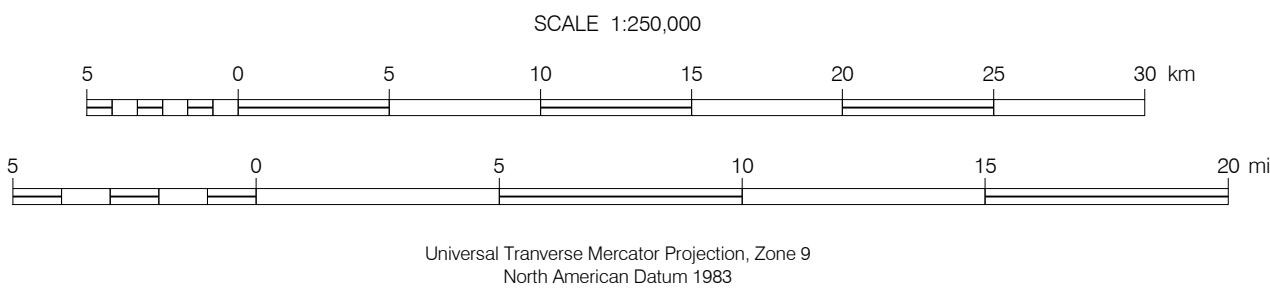 SCALE 1:250,000
5 0 5 10 15 20 25 30 km
5 0 5 10 15 20 mi
Universal Tranverse Mercator Projection, Zone 9
North American Datum 1983